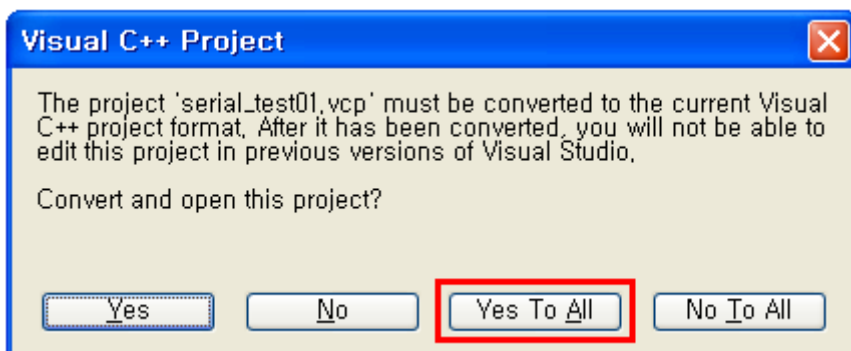 Visual C++ Project
The project 'serial_test01,vcp' must be converted to the current Visual
C++ project format, After it has been converted, you will not be able to
edit this project in previous versions of Visual Studio,
Convert and open this project?
Yes No Yes To All No To All